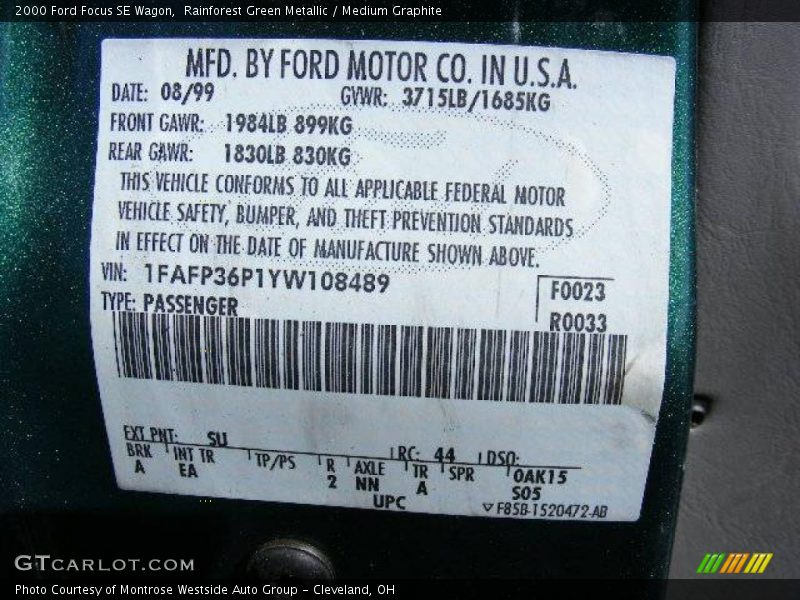 2000 Ford Focus SE Wagon, Rainforest Green Metallic / Medium Graphite
MFD. BY FORD MOTOR CO. IN U.S.A.
DATE: 08/99 GVWR: 3715LB/1685KG
FRONT GAWR: 1984LB 899KG
REAR GAWR: 1830LB 830KG
THIS VEHICLE CONFORMS TO ALL APPLICABLE FEDERAL MOTOR
VEHICLE SAFETY, BUMPER, AND THEFT PREVENTION STANDARDS
IN EFFECT ON THE DATE OF MANUFACTURE SHOWN ABOVE.
VIN: 1FAFP36P1YW108489
F0023
TYPE: PASSENGER
R0033
EXT PNT: SU RC: 44 DSO:
BRK INT TR TP/PS R AXLE TR SPR 0AK15
A EA 2 NN A S05
UPC ▽F85B-1520472-AB
GTCARLOT.COM
Photo Courtesy of Montrose Westside Auto Group - Cleveland, OH